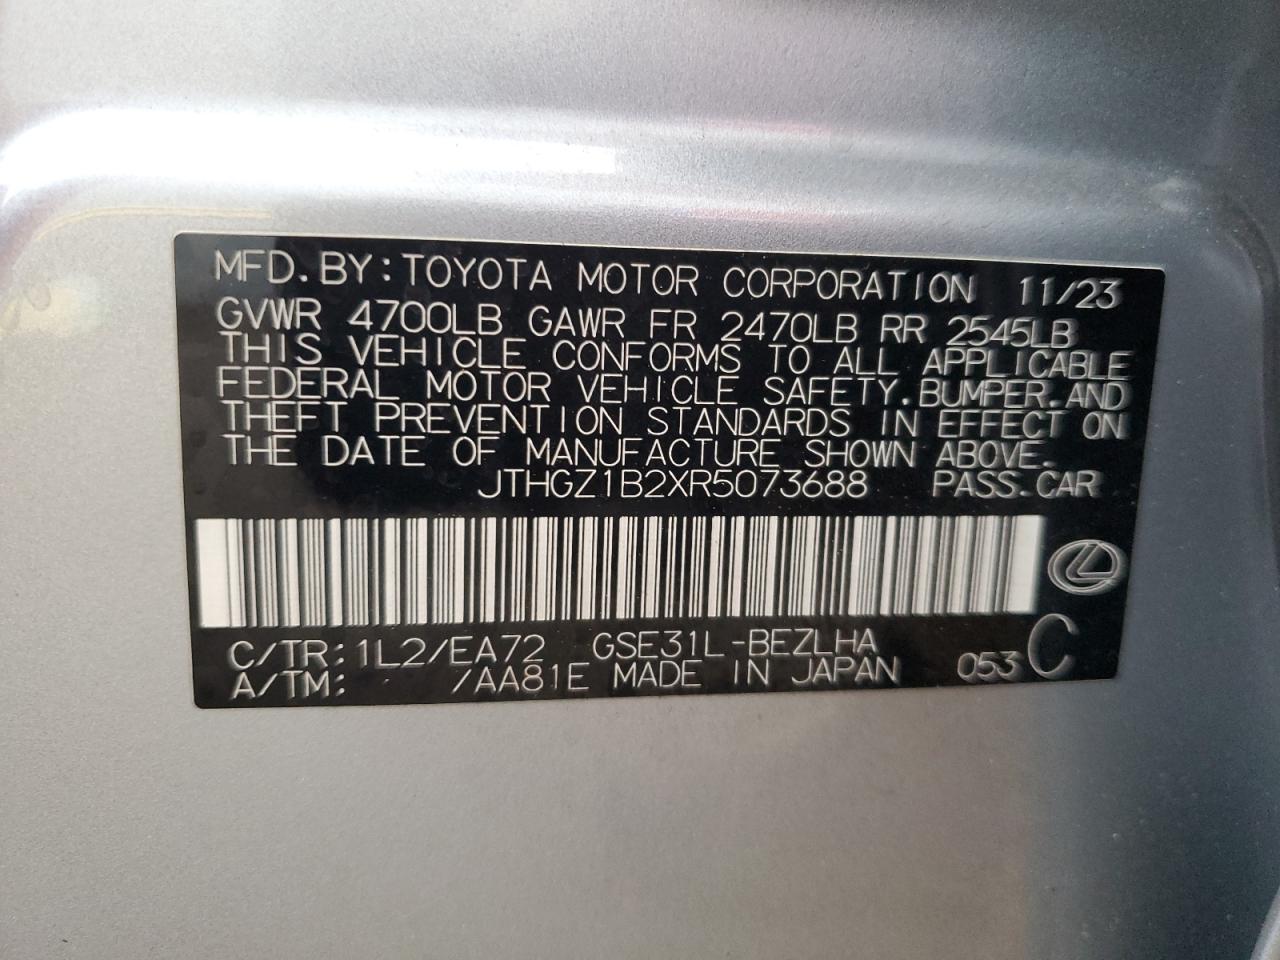 MFD.BY:TOYOTA MOTOR CORPORATION 11/23
GVWR 4700LB GAWR FR 2470LB RR 2545LB
THIS VEHICLE CONFORMS TO ALL APPLICABLE
FEDERAL MOTOR VEHICLE SAFETY.BUMPER.AND
THEFT PREVENTION STANDARDS IN EFFECT ON
THE DATE OF MANUFACTURE SHOWN ABOVE.
JTHGZ1B2XR5073688 PASS.CAR
C/TR:1L2/EA72 GSE31L-BEZLHA
A/TM: /AA81E MADE IN JAPAN 053 C